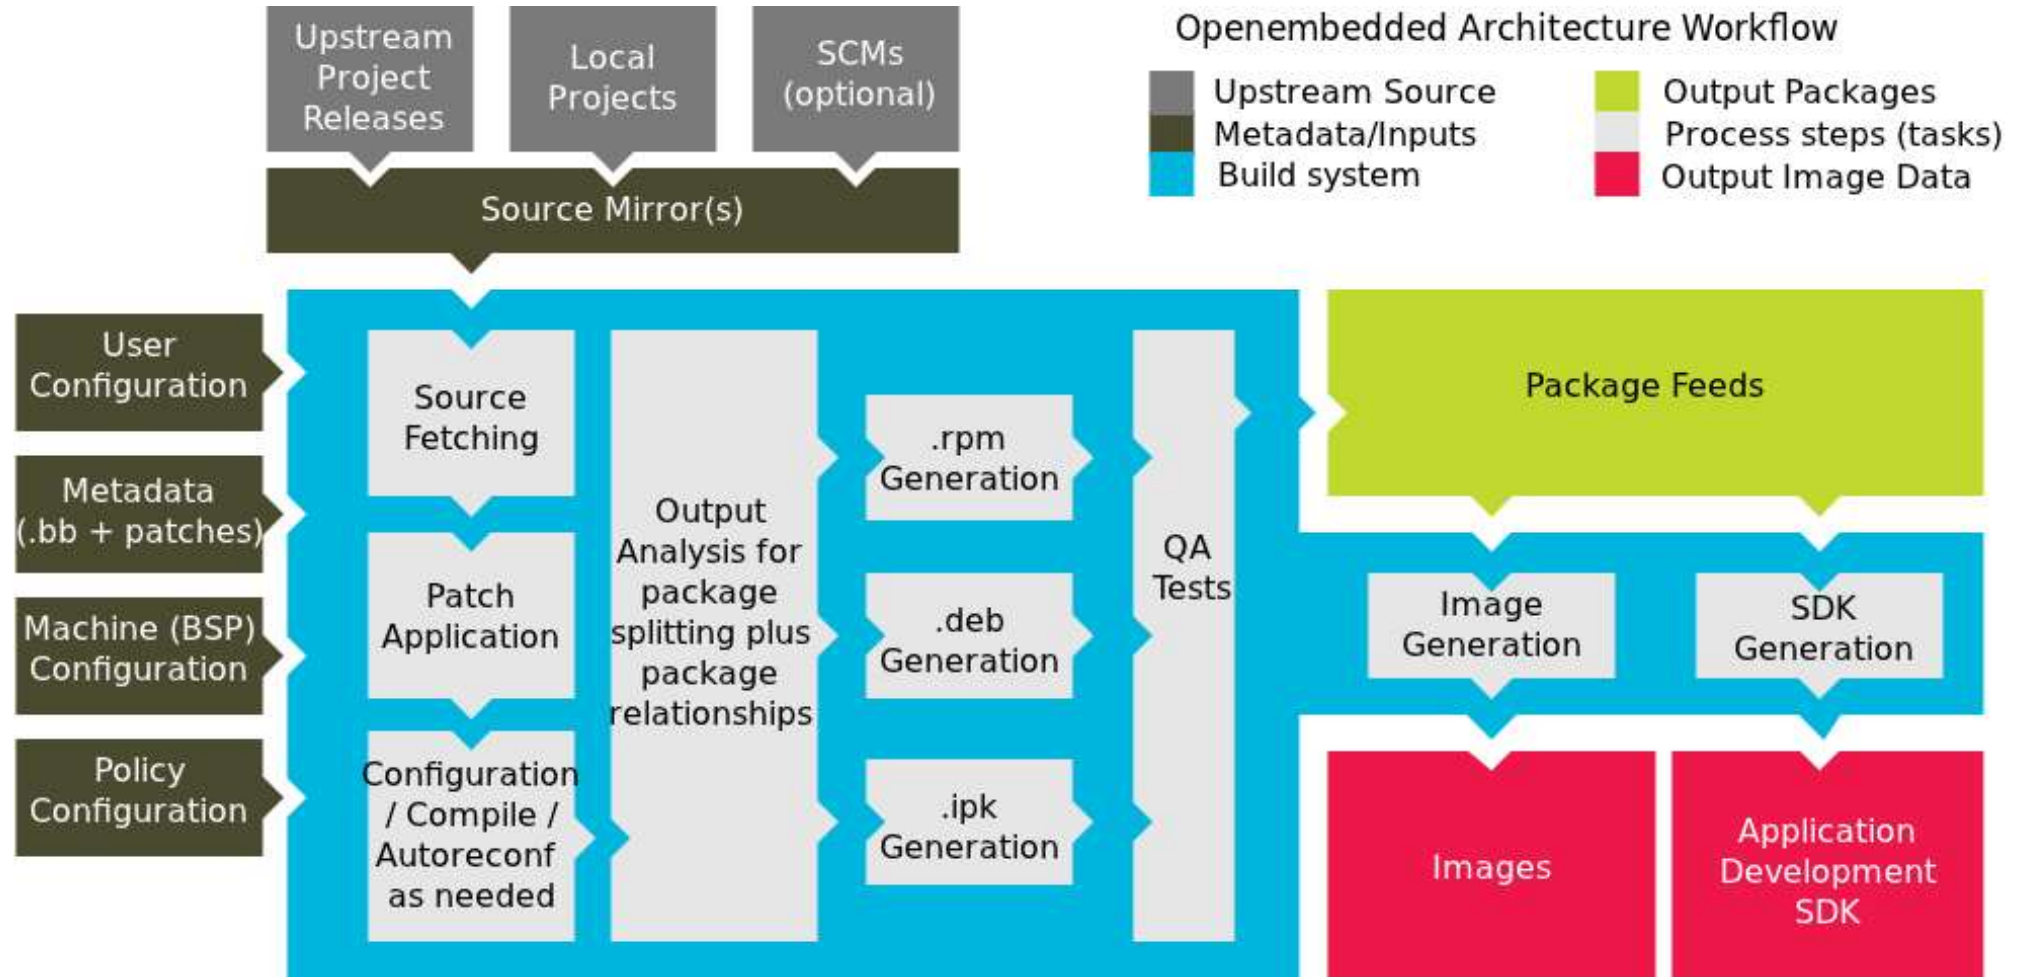 Upstream
Project
Releases
Local
Projects
SCMs
(optional)
Openembedded Architecture Workflow
Upstream Source
Metadata/Inputs
Build system
Output Packages
Process steps (tasks)
Output Image Data
Source Mirror(s)
User
Configuration
Metadata
(.bb + patches)
Machine (BSP)
Configuration
Policy
Configuration
Source
Fetching
Patch
Application
Configuration
/ Compile /
Autoreconf
as needed
Output
Analysis for
package
splitting plus
package
relationships
.rpm
Generation
.deb
Generation
.ipk
Generation
QA
Tests
Package Feeds
Image
Generation
SDK
Generation
Images
Application
Development
SDK